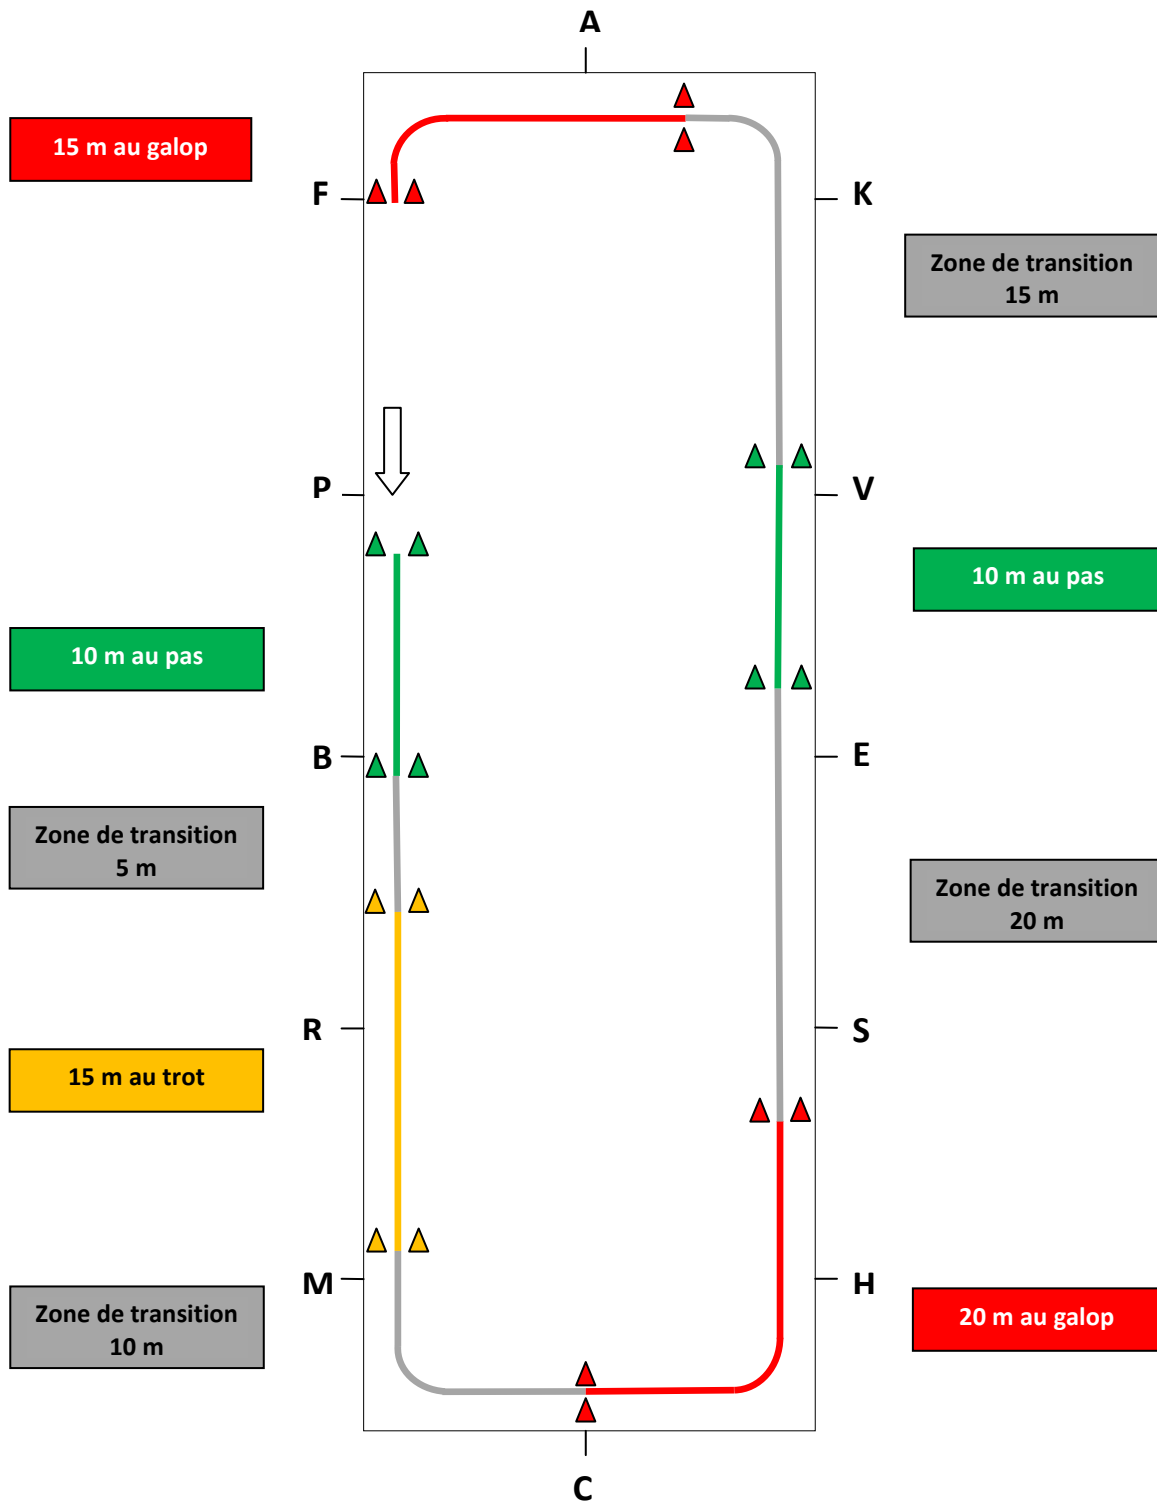 A
15 m au galop
F
K
Zone de transition
15 m
P
V
10 m au pas
10 m au pas
B
E
Zone de transition
5 m
Zone de transition
20 m
R
S
15 m au trot
M
H
Zone de transition
10 m
20 m au galop
C